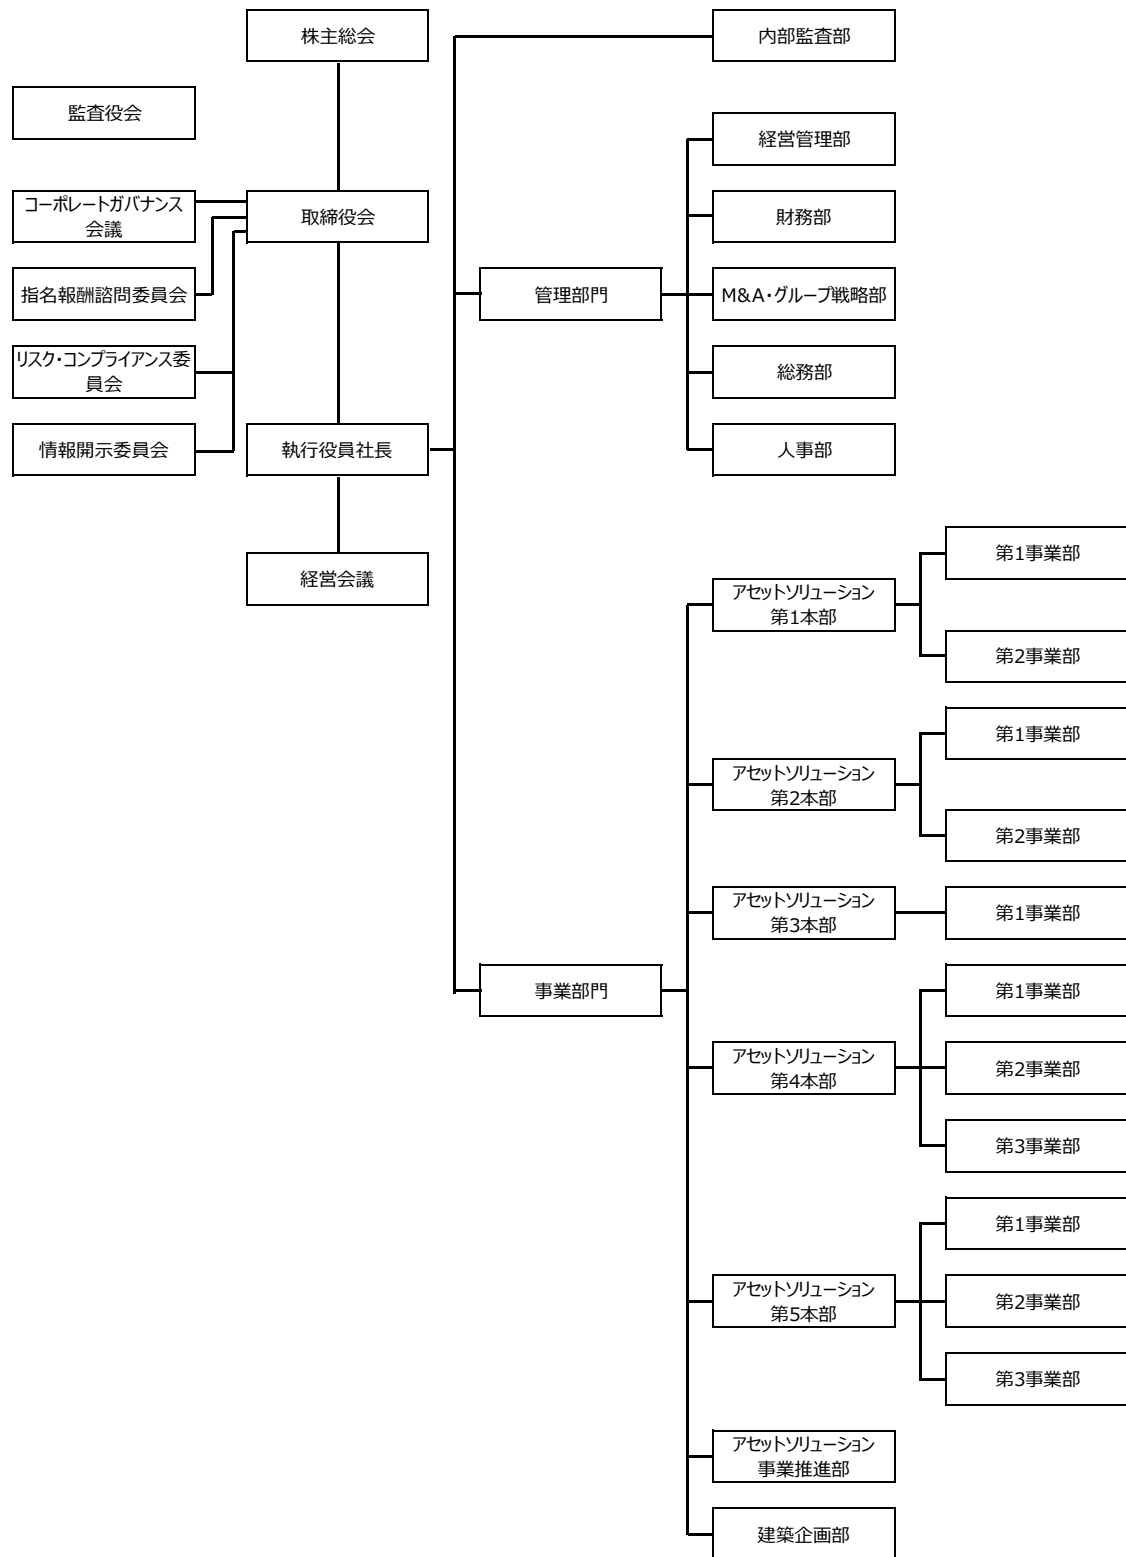 株主総会
内部監査部
監査役会
経営管理部
コーポレートガバナンス
会議
取締役会
財務部
指名報酬諮問委員会
管理部門
M&A・グループ戦略部
リスク・コンプライアンス委
員会
総務部
情報開示委員会
執行役員社長
人事部
経営会議
アセットソリューション
第1本部
第1事業部
第2事業部
アセットソリューション
第2本部
第1事業部
第2事業部
アセットソリューション
第3本部
第1事業部
事業部門
アセットソリューション
第4本部
第1事業部
第2事業部
第3事業部
アセットソリューション
第5本部
第1事業部
第2事業部
第3事業部
アセットソリューション
事業推進部
建築企画部